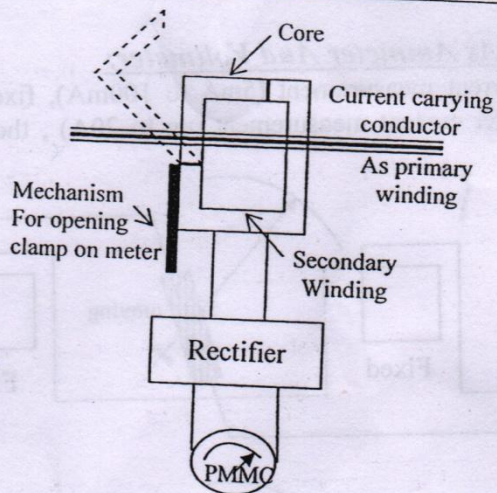 Core
Current carrying
conductor
As primary
winding
Mechanism
For opening
clamp on meter
Secondary
Winding
Rectifier
PMMC